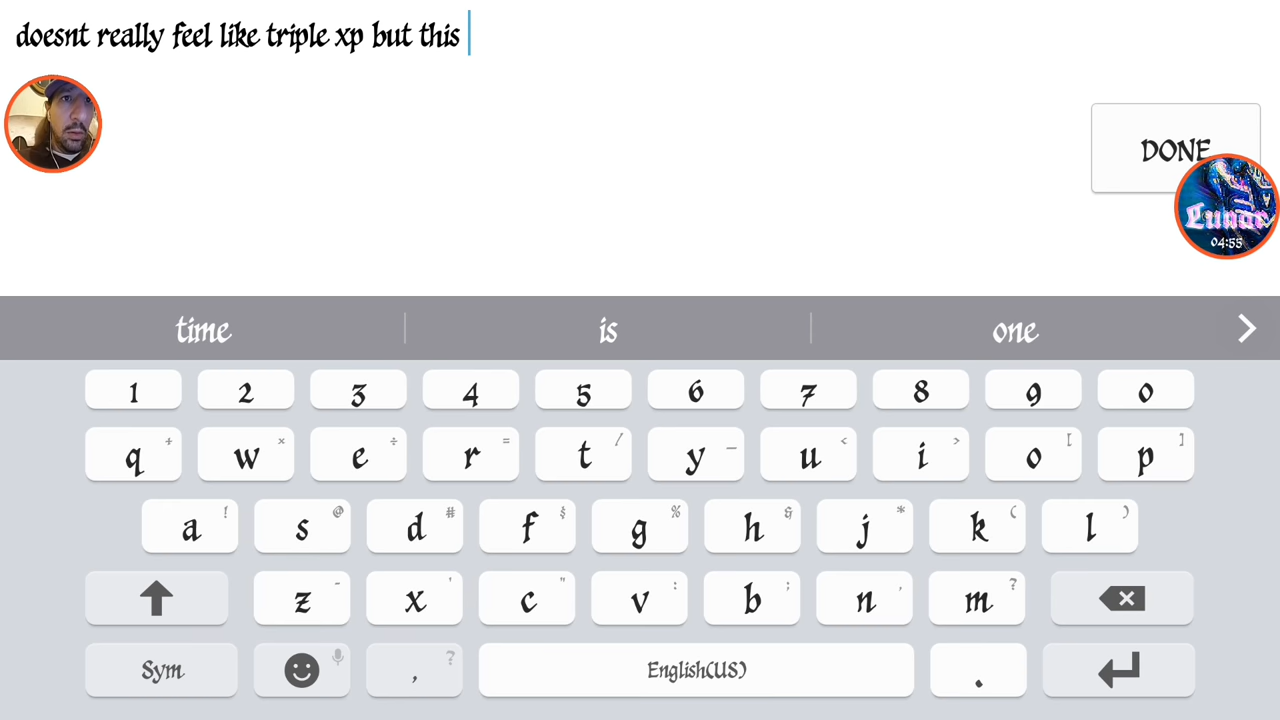 doesnt really feel like triple xp but this
DONE
Lunar
04:55
time is one
1 2 3 4 5 6 7 8 9 0
q + w × e ÷ r = t / y _ u < i > o [ p ]
a ! s @ d # f $ g % h & j * k ( l )
z - x ' c " v : b ; n , m ?
Sym , ? English(US) .